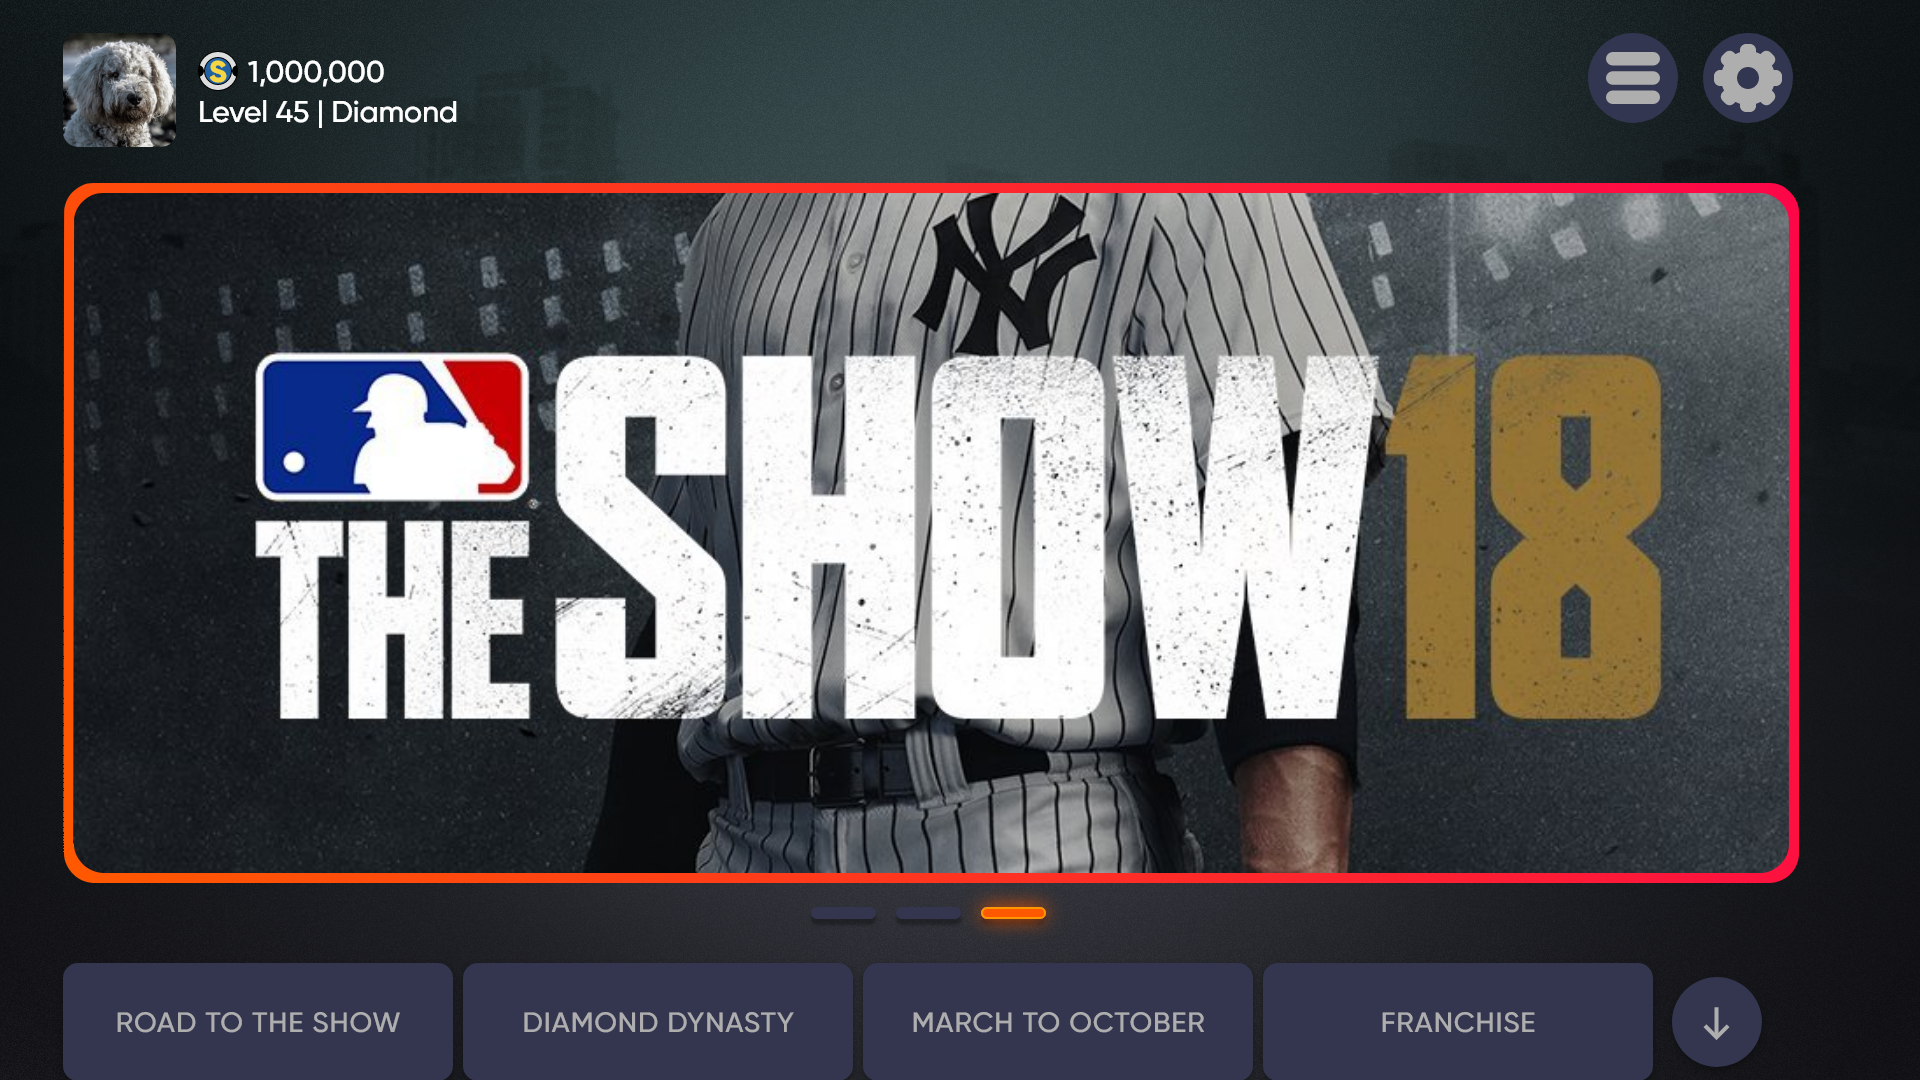 S 1,000,000
Level 45 | Diamond
NY
THE SHOW 18
®
ROAD TO THE SHOW
DIAMOND DYNASTY
MARCH TO OCTOBER
FRANCHISE